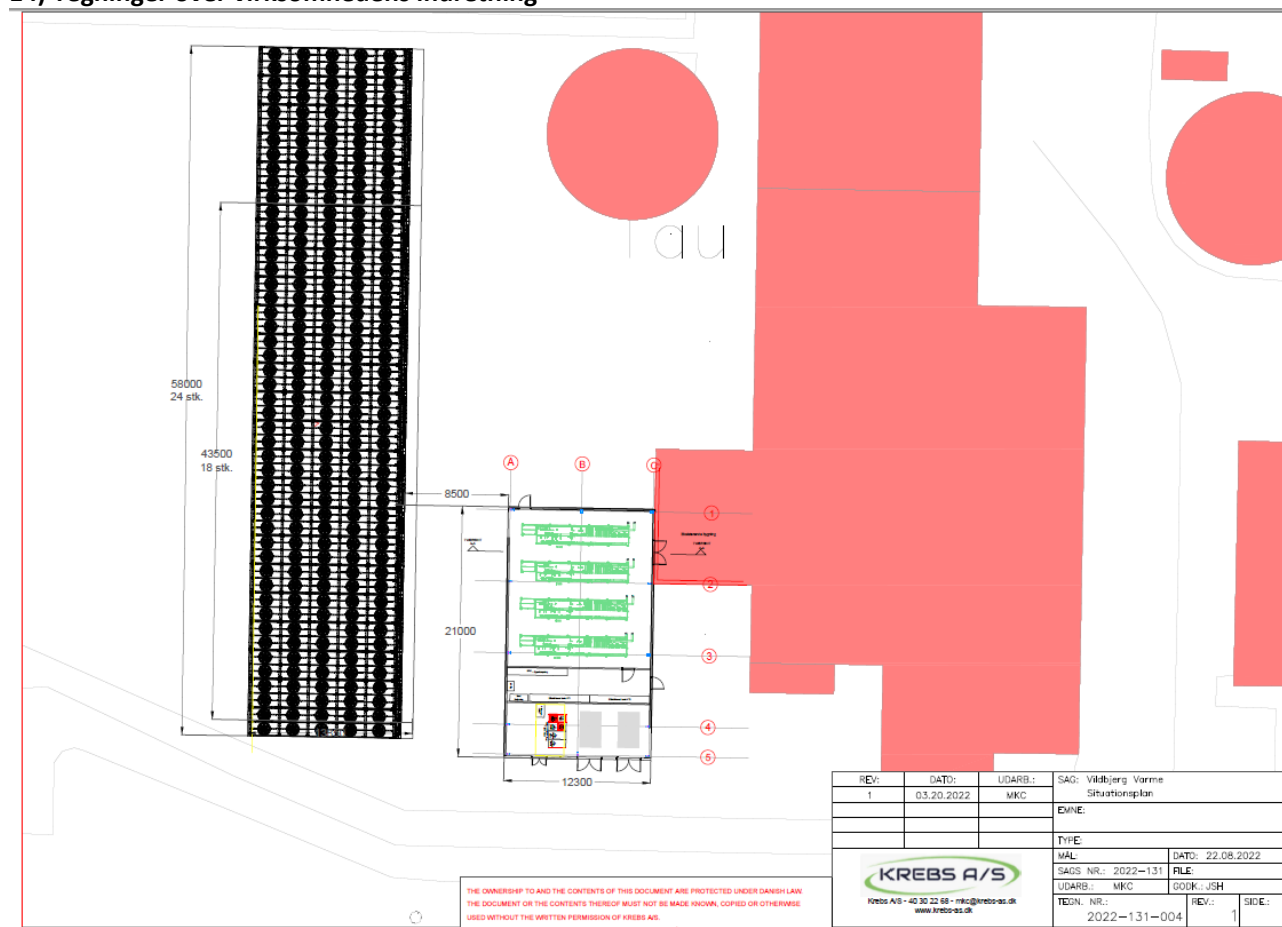 14) Tegninger over virksomhedens indretning
58000
24 stk.
43500
18 stk.
8500
21000
12300
A
B
C
1
2
3
4
5
REV: DATO: UDARB.:
1 03.20.2022 MKC
SAG: Vildbjerg Varme
Situationsplan
EMNE:
TYPE:
MÅL: DATO: 22.08.2022
SAGS NR.: 2022-131 FILE:
UDARB.: MKC GODK.: JSH
TEGN. NR.: REV.: SIDE.:
2022-131-004 1
KREBS A/S
Krebs A/S - 40 30 22 68 - mkc@krebs-as.dk
www.krebs-as.dk
THE OWNERSHIP TO AND THE CONTENTS OF THIS DOCUMENT ARE PROTECTED UNDER DANISH LAW.
THE DOCUMENT OR THE CONTENTS THEREOF MUST NOT BE MADE KNOWN, COPIED OR OTHERWISE
USED WITHOUT THE WRITTEN PERMISSION OF KREBS A/S.